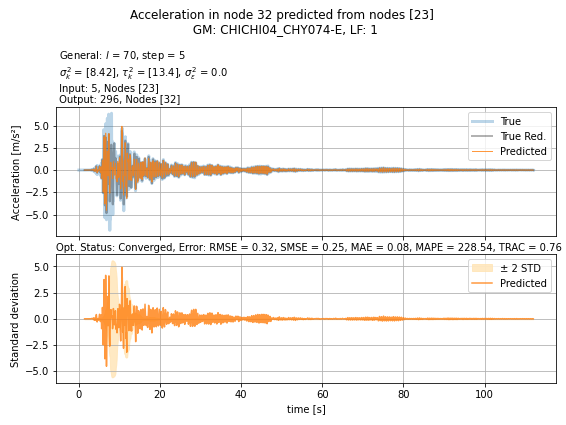 Acceleration in node 32 predicted from nodes [23]
GM: CHICHI04_CHY074-E, LF: 1
General: l = 70, step = 5
σ²ₖ = [8.42], τ²ₖ = [13.4], σ²ε = 0.0
Input: 5, Nodes [23]
Output: 296, Nodes [32]
Acceleration [m/s²]
5.0
2.5
0.0
−2.5
−5.0
True
True Red.
Predicted
Opt. Status: Converged, Error: RMSE = 0.32, SMSE = 0.25, MAE = 0.08, MAPE = 228.54, TRAC = 0.76
Standard deviation
5.0
2.5
0.0
−2.5
−5.0
± 2 STD
Predicted
0 20 40 60 80 100
time [s]